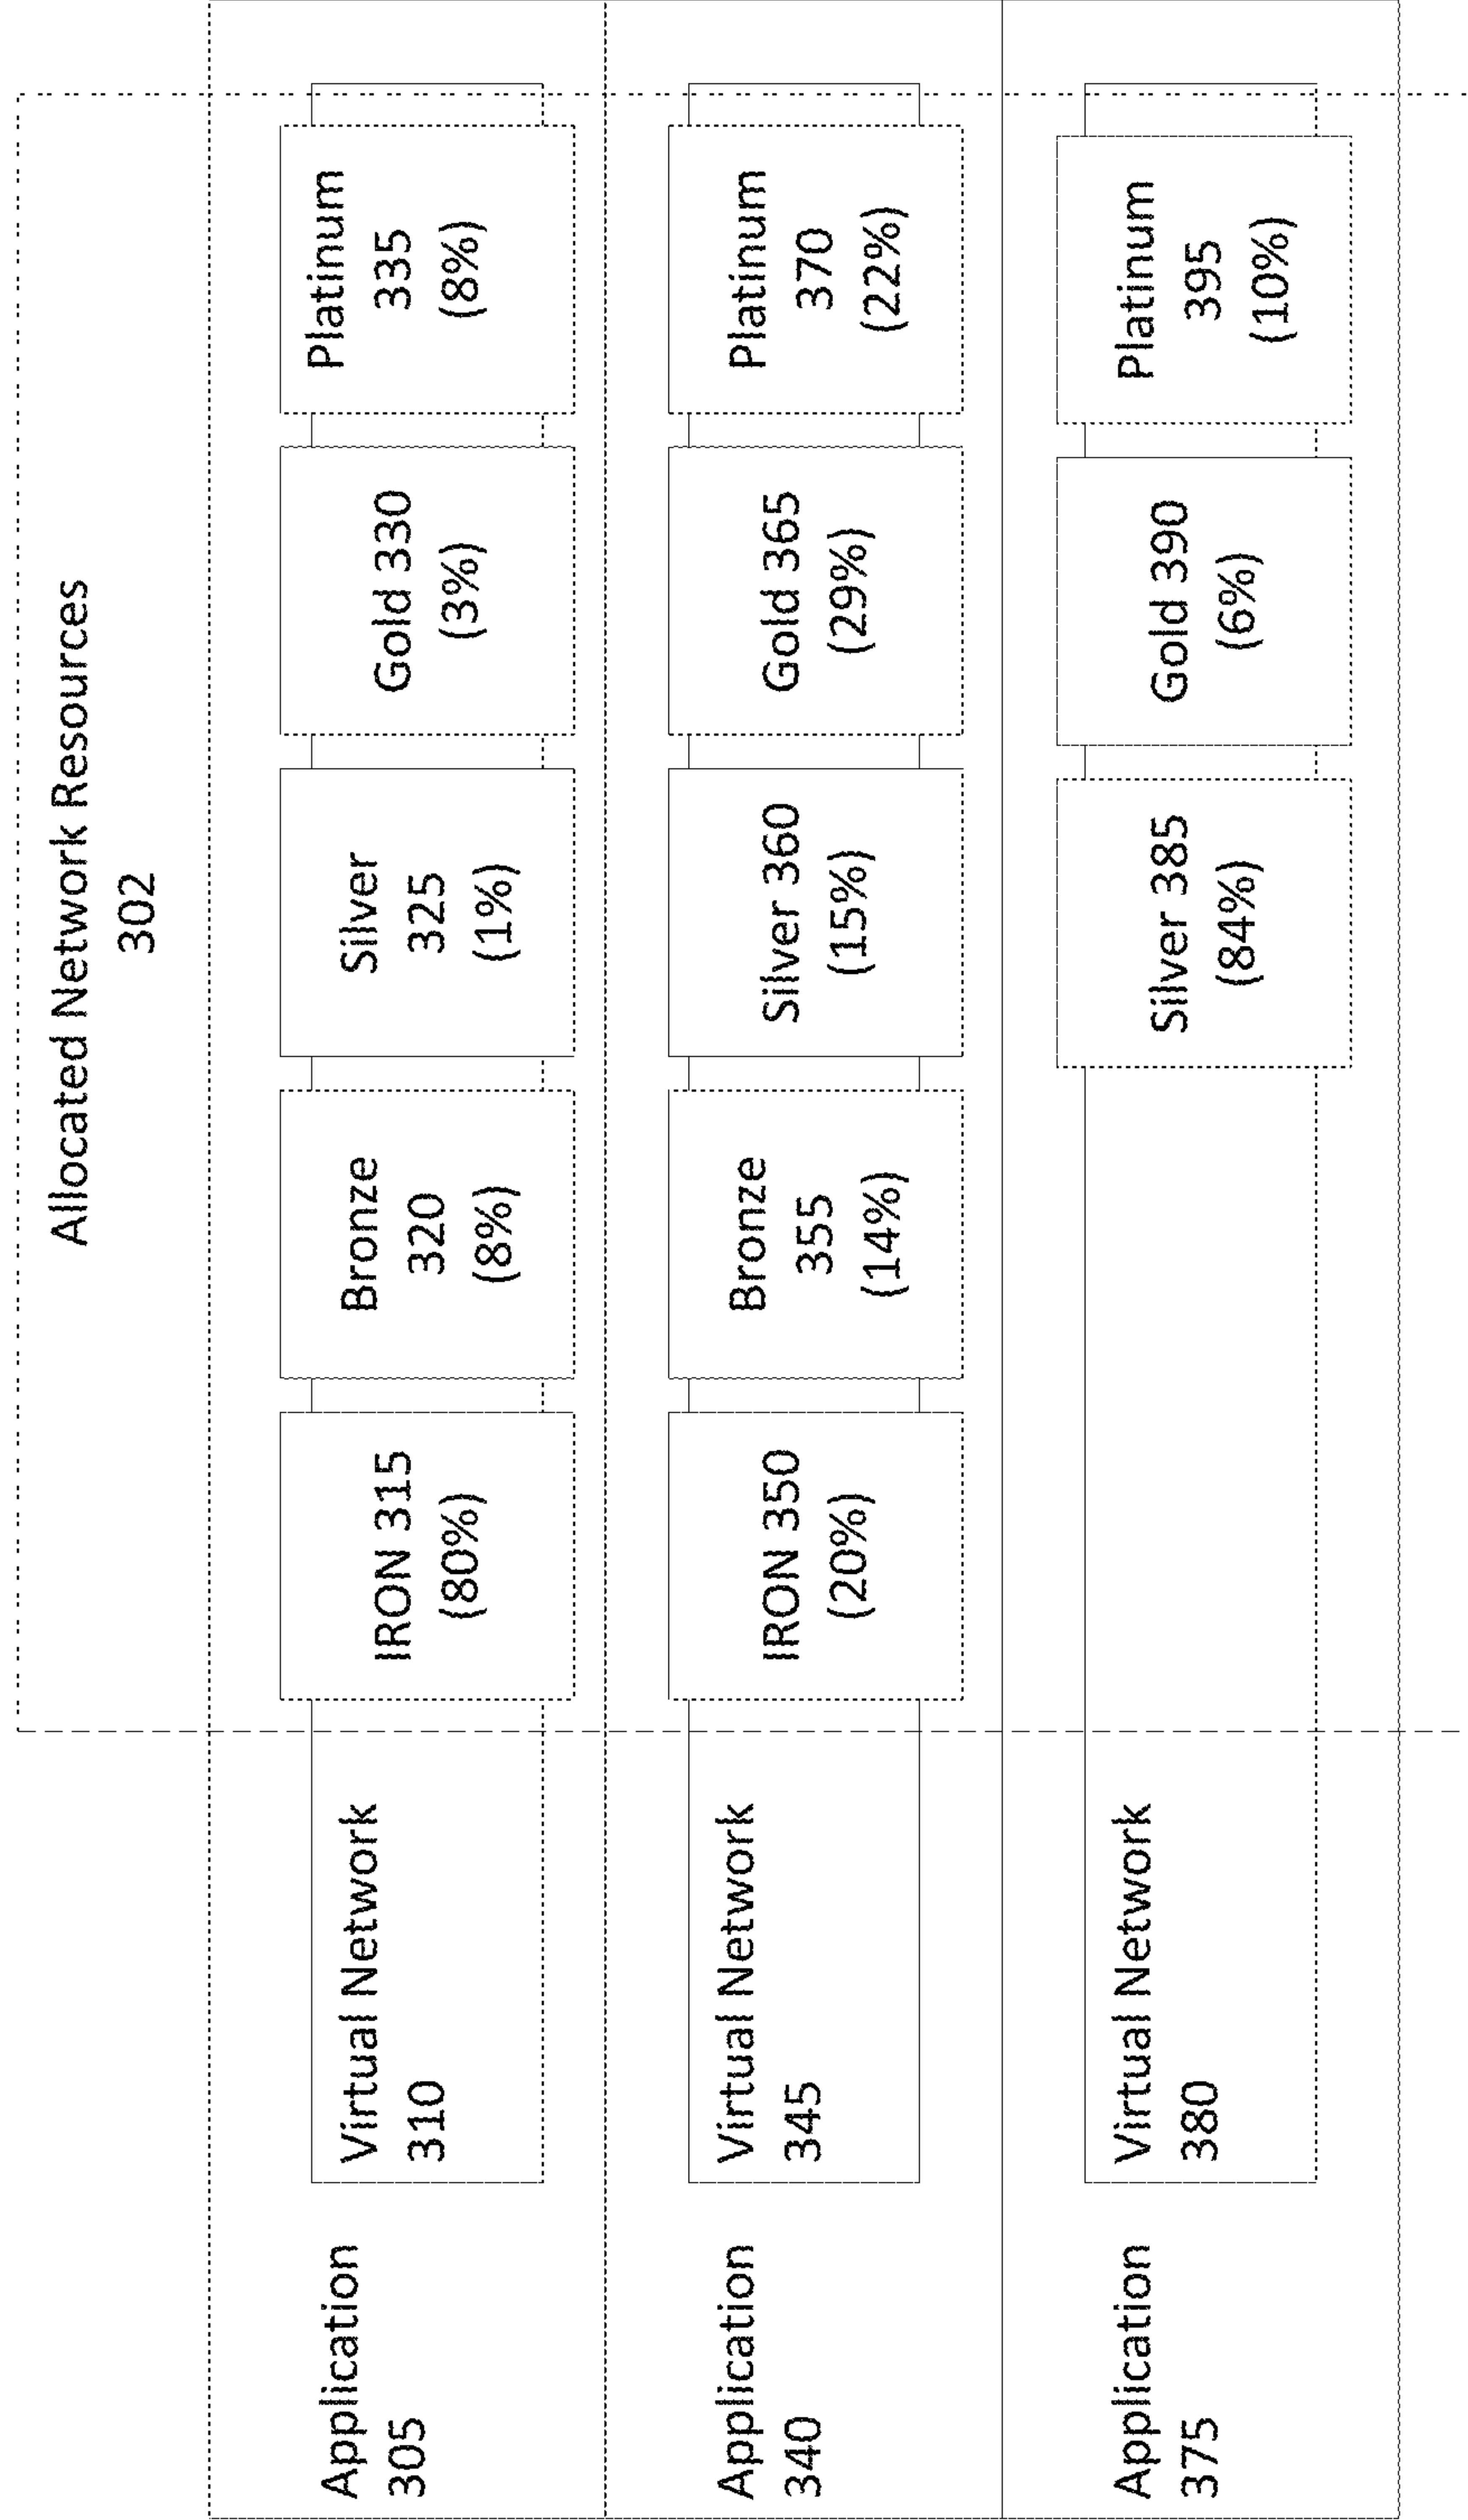 Allocated Network Resources
302
Application
305
Virtual Network
310
IRON 315
(80%)
Bronze
320
(8%)
Silver
325
(1%)
Gold 330
(3%)
Platinum
335
(8%)
Application
340
Virtual Network
345
IRON 350
(20%)
Bronze
355
(14%)
Silver 360
(15%)
Gold 365
(29%)
Platinum
370
(22%)
Application
375
Virtual Network
380
Silver 385
(84%)
Gold 390
(6%)
Platinum
395
(10%)